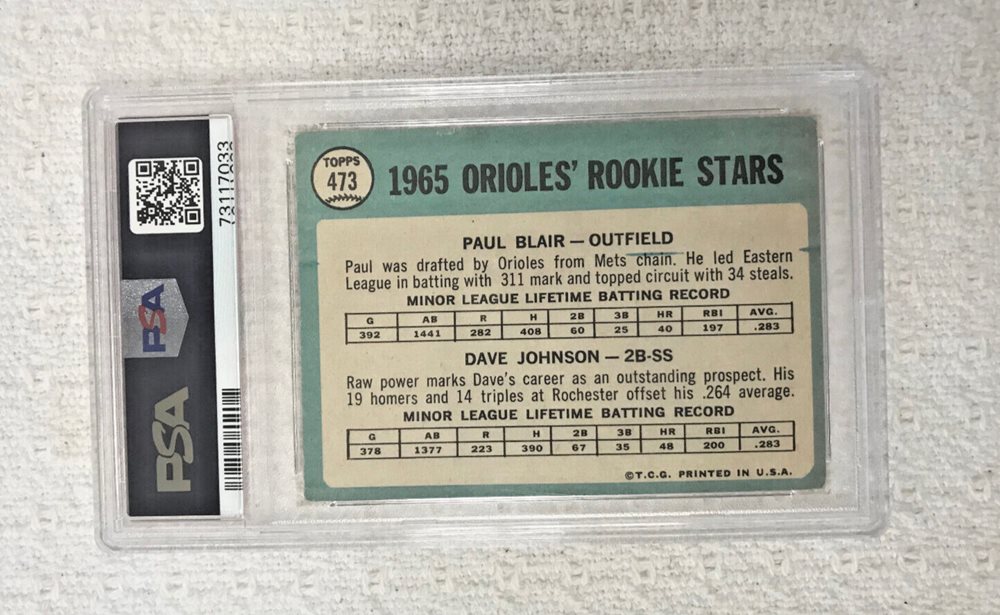 73117033
PSA
PSA
TOPPS
473
1965 ORIOLES' ROOKIE STARS
PAUL BLAIR — OUTFIELD
Paul was drafted by Orioles from Mets chain. He led Eastern
League in batting with 311 mark and topped circuit with 34 steals.
MINOR LEAGUE LIFETIME BATTING RECORD
G AB R H 2B 3B HR RBI AVG.
392 1441 282 408 60 25 40 197 .283
DAVE JOHNSON — 2B-SS
Raw power marks Dave's career as an outstanding prospect. His
19 homers and 14 triples at Rochester offset his .264 average.
MINOR LEAGUE LIFETIME BATTING RECORD
G AB R H 2B 3B HR RBI AVG.
378 1377 223 390 67 35 48 200 .283
©T.C.G. PRINTED IN U.S.A.